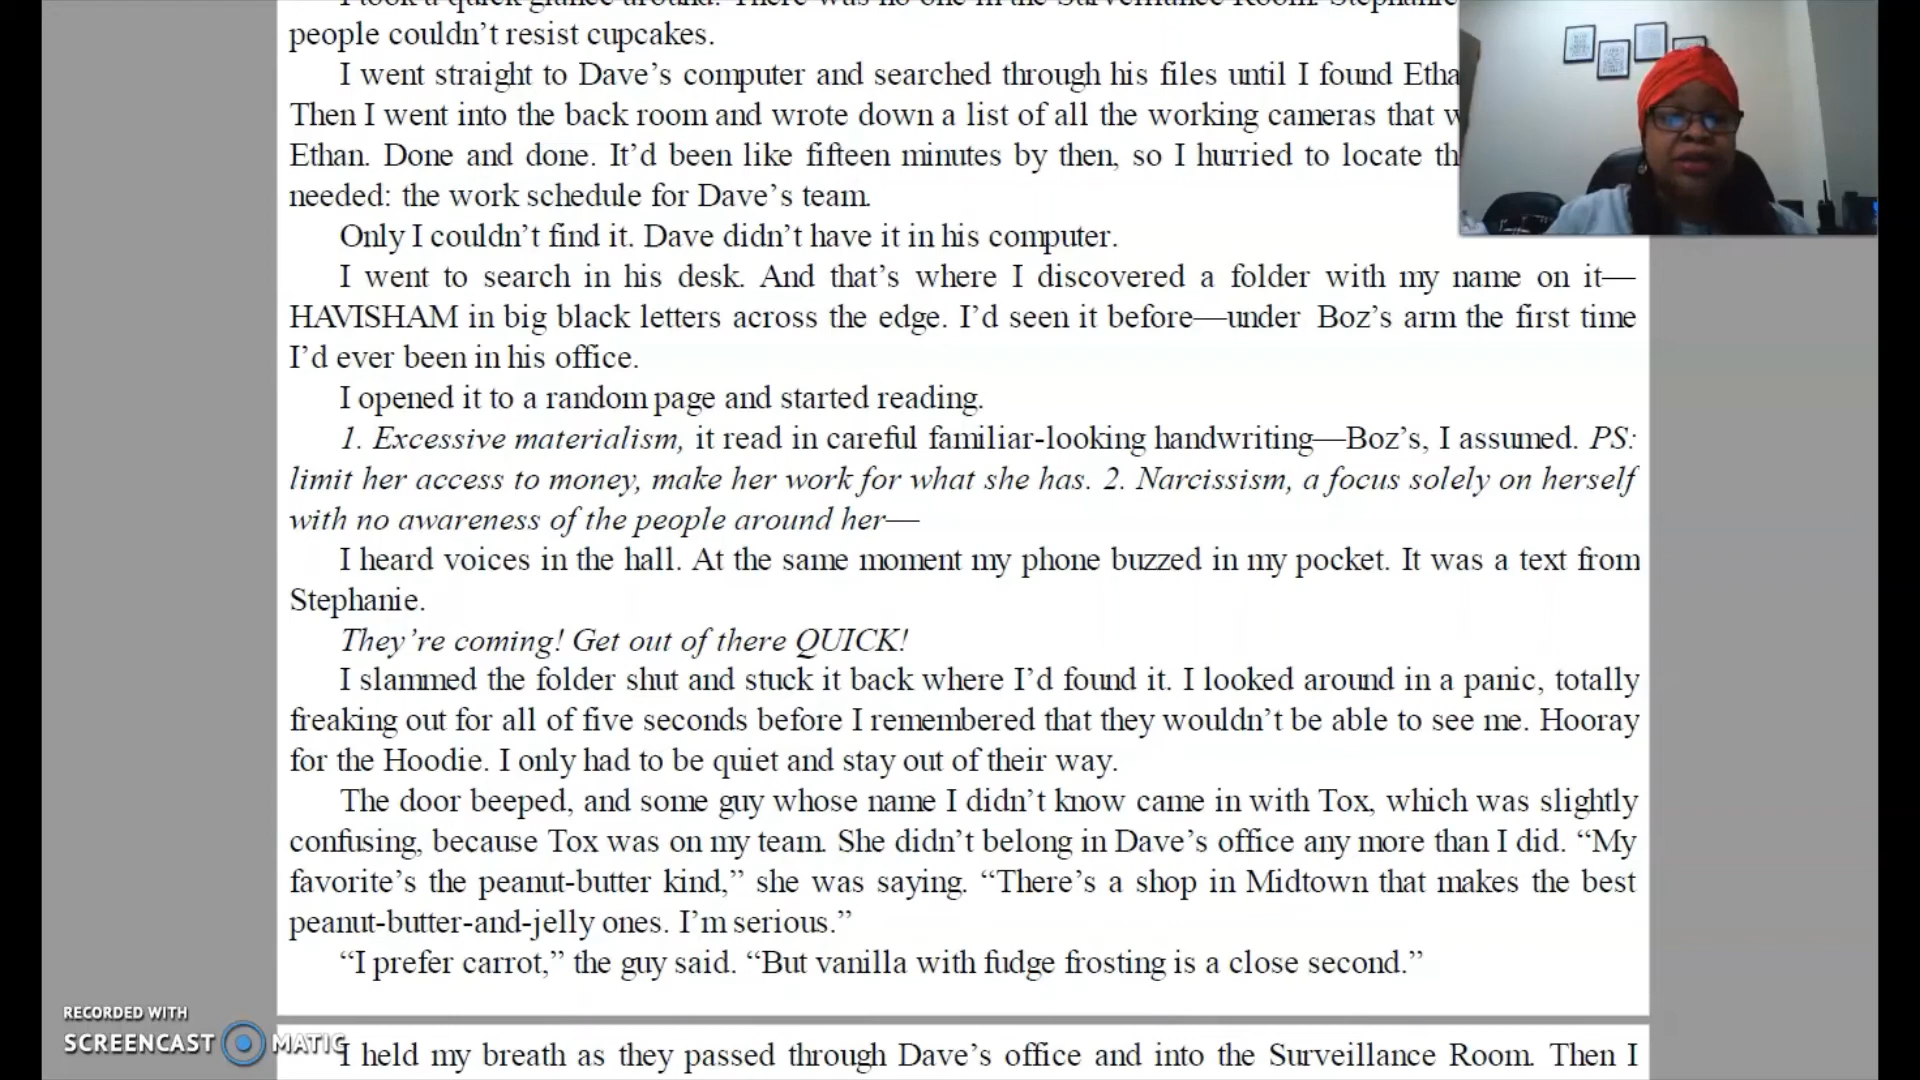 I took a quick glance around. There was no one in the Surveillance Room. Stephanie
people couldn’t resist cupcakes.
I went straight to Dave’s computer and searched through his files until I found Etha
Then I went into the back room and wrote down a list of all the working cameras that w
Ethan. Done and done. It’d been like fifteen minutes by then, so I hurried to locate th
needed: the work schedule for Dave’s team.
Only I couldn’t find it. Dave didn’t have it in his computer.
I went to search in his desk. And that’s where I discovered a folder with my name on it—
HAVISHAM in big black letters across the edge. I’d seen it before—under Boz’s arm the first time
I’d ever been in his office.
I opened it to a random page and started reading.
1. Excessive materialism, it read in careful familiar-looking handwriting—Boz’s, I assumed. PS:
limit her access to money, make her work for what she has. 2. Narcissism, a focus solely on herself
with no awareness of the people around her—
I heard voices in the hall. At the same moment my phone buzzed in my pocket. It was a text from
Stephanie.
They’re coming! Get out of there QUICK!
I slammed the folder shut and stuck it back where I’d found it. I looked around in a panic, totally
freaking out for all of five seconds before I remembered that they wouldn’t be able to see me. Hooray
for the Hoodie. I only had to be quiet and stay out of their way.
The door beeped, and some guy whose name I didn’t know came in with Tox, which was slightly
confusing, because Tox was on my team. She didn’t belong in Dave’s office any more than I did. “My
favorite’s the peanut-butter kind,” she was saying. “There’s a shop in Midtown that makes the best
peanut-butter-and-jelly ones. I’m serious.”
“I prefer carrot,” the guy said. “But vanilla with fudge frosting is a close second.”
I held my breath as they passed through Dave’s office and into the Surveillance Room. Then I
RECORDED WITH
SCREENCAST MATIC